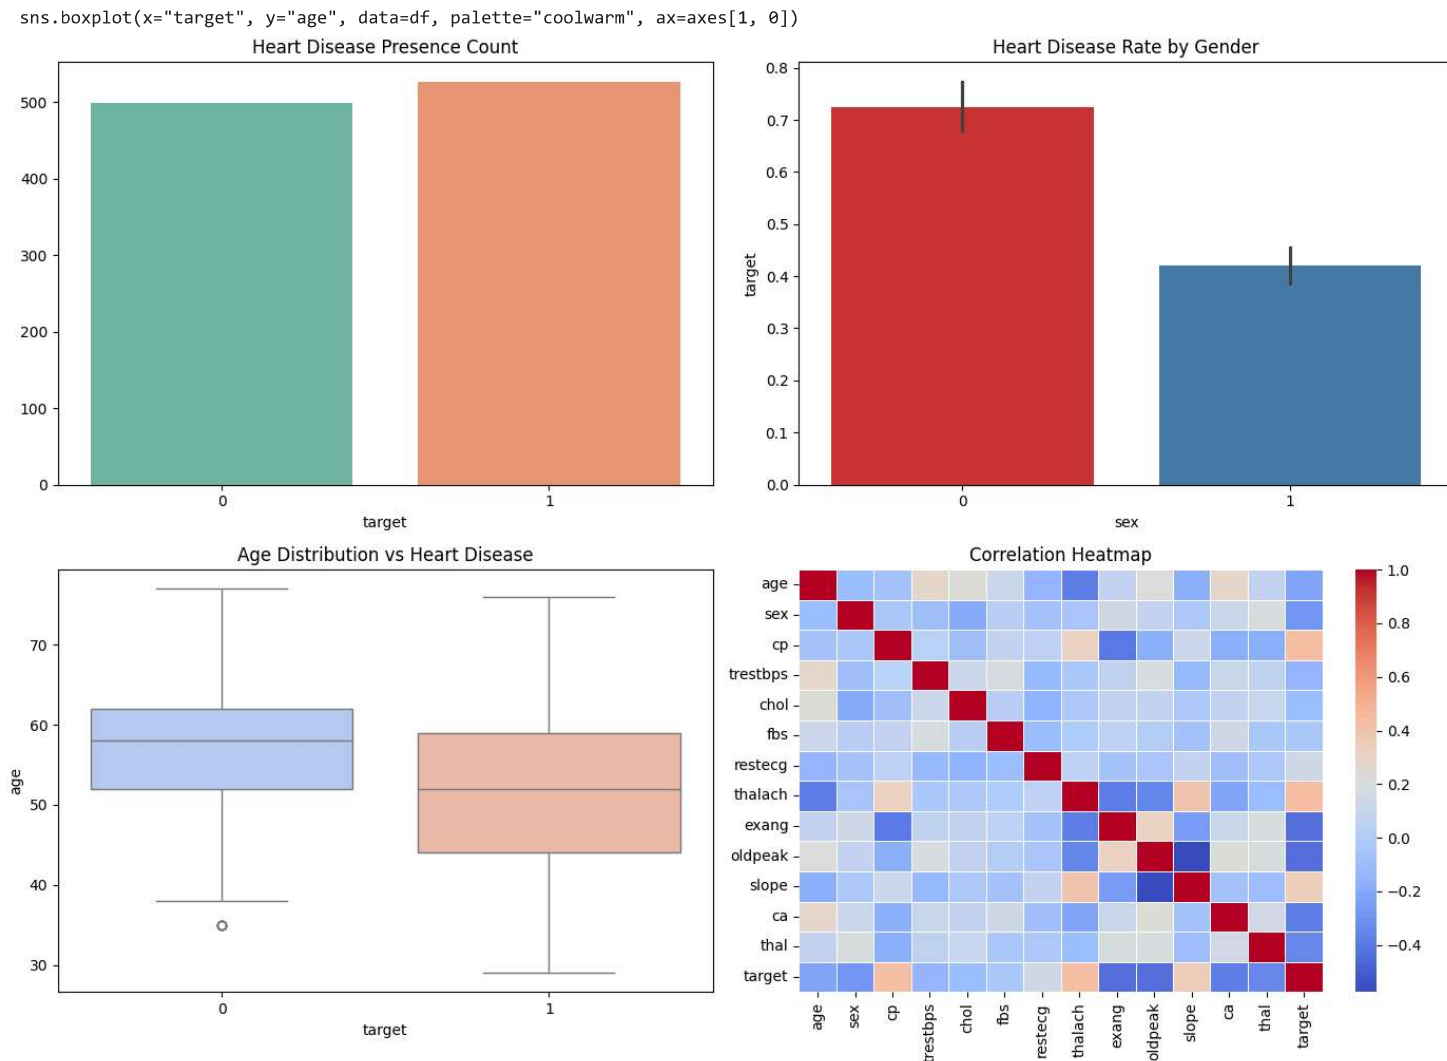 sns.boxplot(x="target", y="age", data=df, palette="coolwarm", ax=axes[1, 0])
Heart Disease Presence Count
500
400
300
200
100
0
0 1
target
Heart Disease Rate by Gender
0.8
0.7
0.6
0.5
0.4
0.3
0.2
0.1
0.0
target
0 1
sex
Age Distribution vs Heart Disease
70
60
50
40
30
age
0 1
target
Correlation Heatmap
age
sex
cp
trestbps
chol
fbs
restecg
thalach
exang
oldpeak
slope
ca
thal
target
age sex cp trestbps chol fbs restecg thalach exang oldpeak slope ca thal target
1.0
0.8
0.6
0.4
0.2
0.0
−0.2
−0.4